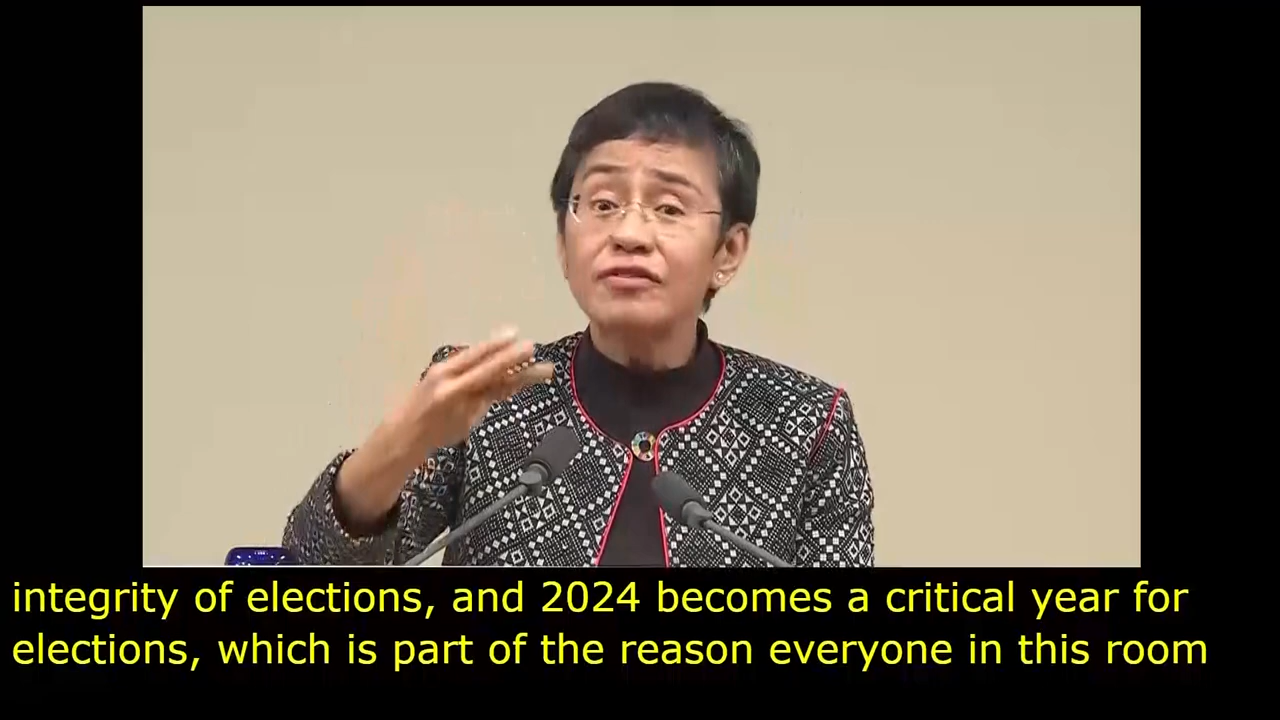 integrity of elections, and 2024 becomes a critical year for
elections, which is part of the reason everyone in this room